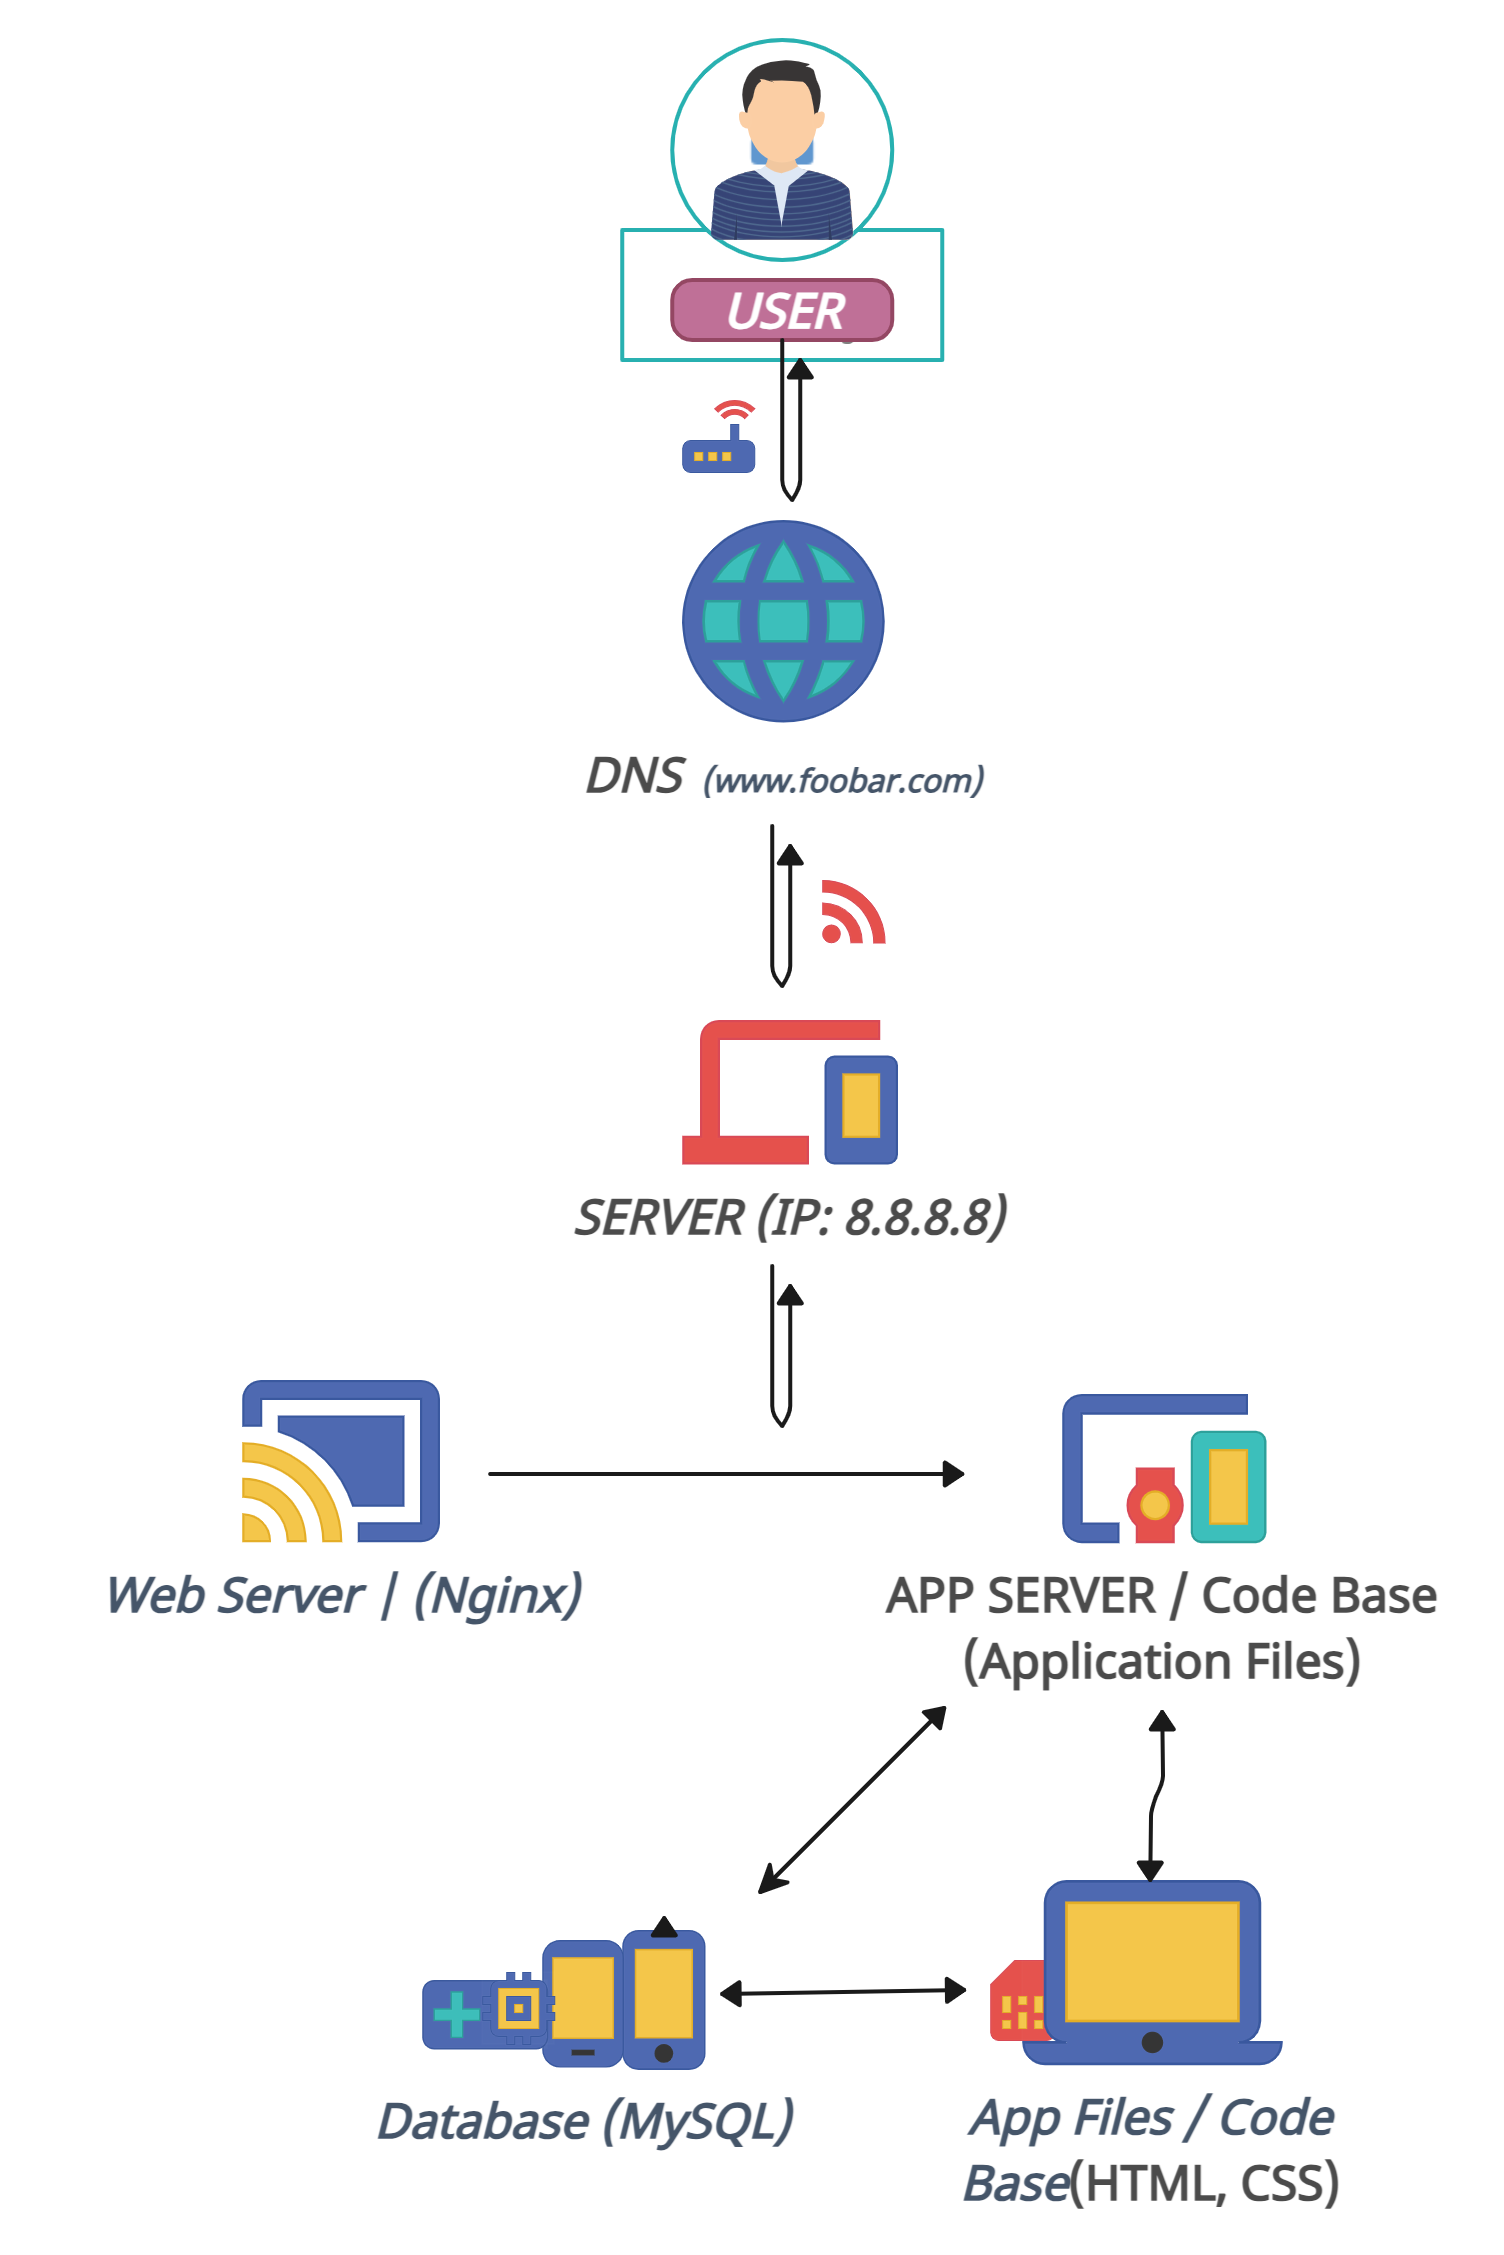 USER
DNS (www.foobar.com)
SERVER (IP: 8.8.8.8)
Web Server | (Nginx)
APP SERVER / Code Base
(Application Files)
Database (MySQL)
App Files / Code
Base(HTML, CSS)